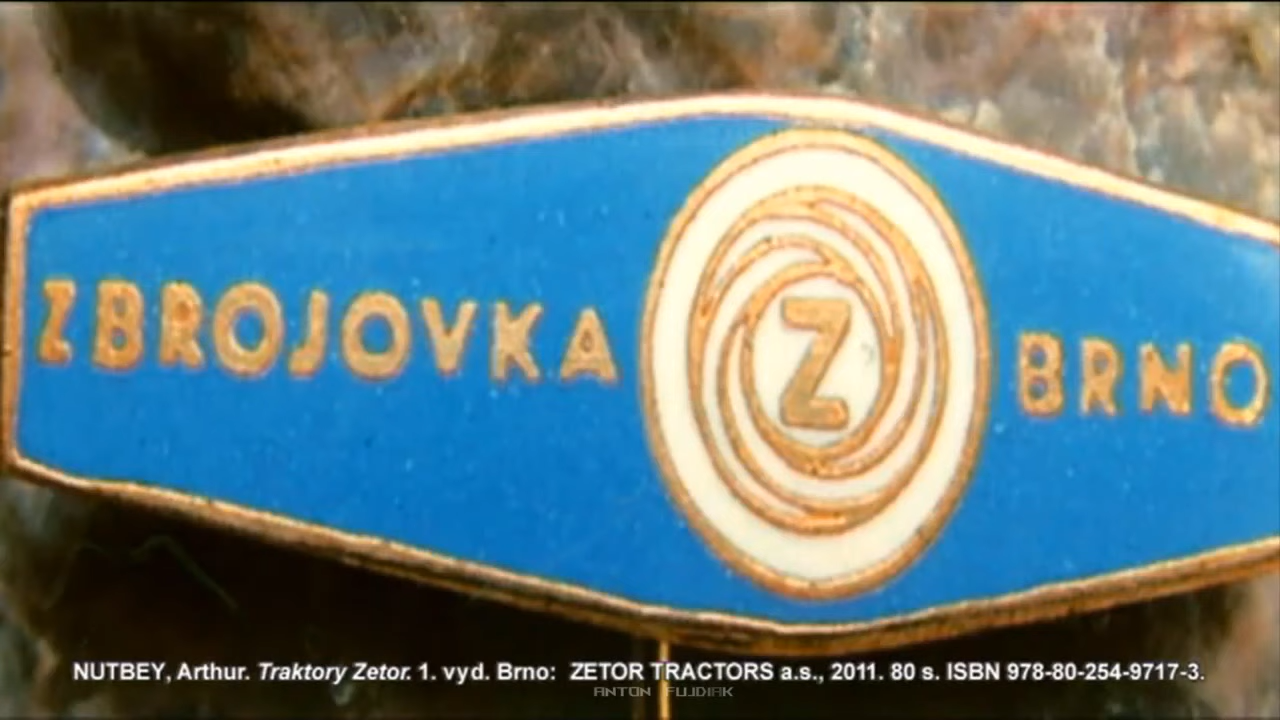 ZBROJOVKA Z BRNO
NUTBEY, Arthur. Traktory Zetor. 1. vyd. Brno: ZETOR TRACTORS a.s., 2011. 80 s. ISBN 978-80-254-9717-3.
ANTON FUJDIAK